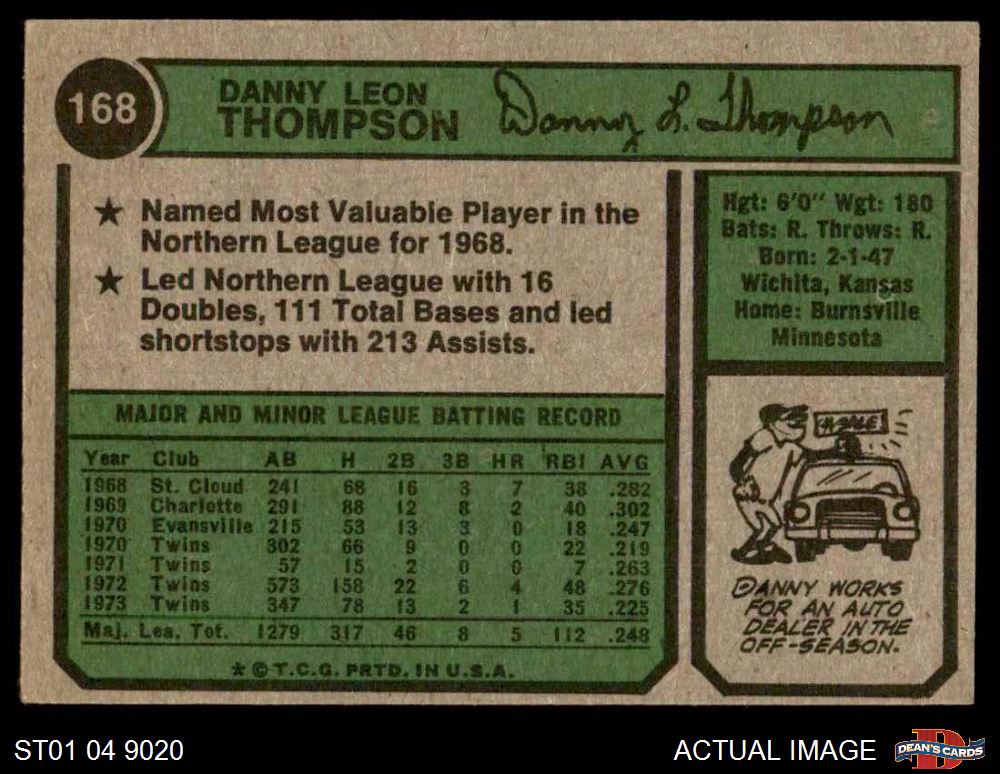 168
DANNY LEON
THOMPSON
Danny L. Thompson
★ Named Most Valuable Player in the
Northern League for 1968.
★ Led Northern League with 16
Doubles, 111 Total Bases and led
shortstops with 213 Assists.
Hgt: 6'0" Wgt: 180
Bats: R. Throws: R.
Born: 2-1-47
Wichita, Kansas
Home: Burnsville
Minnesota
MAJOR AND MINOR LEAGUE BATTING RECORD
Year Club AB H 2B 3B HR RBI AVG
1968 St. Cloud 241 68 16 3 7 38 .282
1969 Charlotte 291 88 12 8 2 40 .302
1970 Evansville 215 53 13 3 0 18 .247
1970 Twins 302 66 9 0 0 22 .219
1971 Twins 57 15 2 0 0 7 .263
1972 Twins 573 158 22 6 4 48 .276
1973 Twins 347 78 13 2 1 35 .225
Maj. Lea. Tot. 1279 317 46 8 5 112 .248
★ © T.C.G. PRTD. IN U.S.A.
SALE
DANNY WORKS
FOR AN AUTO
DEALER IN THE
OFF-SEASON.
ST01 04 9020
ACTUAL IMAGE
DEAN'S CARDS